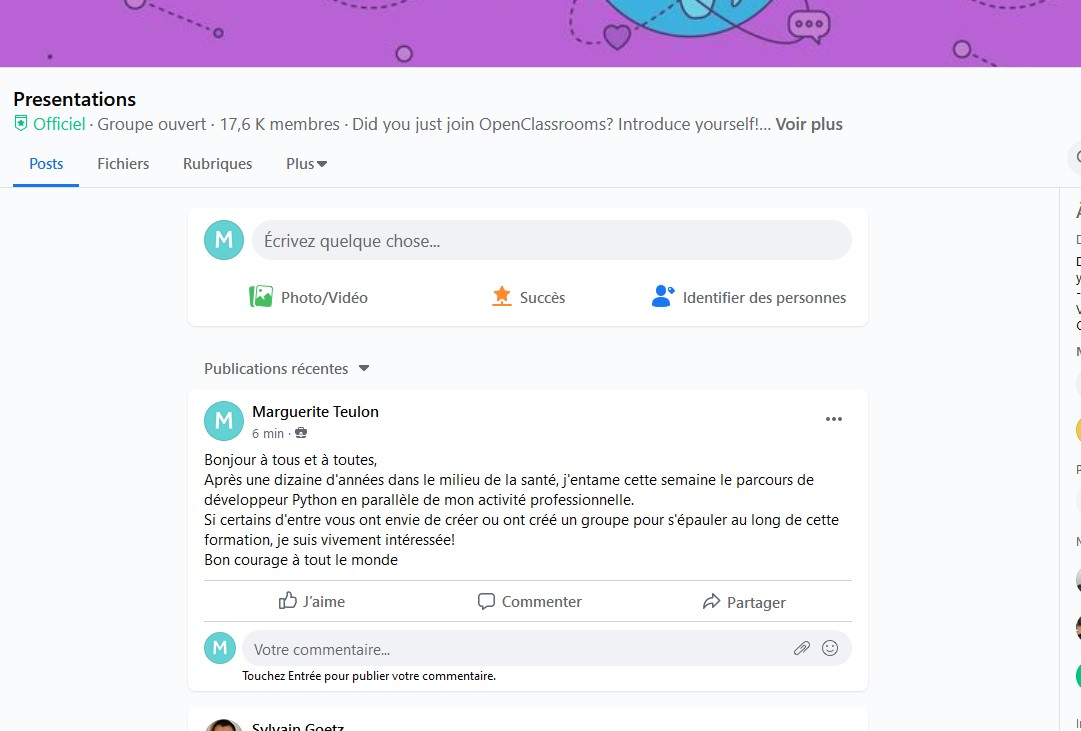 Presentations
Officiel · Groupe ouvert · 17,6 K membres · Did you just join OpenClassrooms? Introduce yourself!... Voir plus
Posts Fichiers Rubriques Plus
M Écrivez quelque chose...
Photo/Vidéo Succès Identifier des personnes
Publications récentes
M Marguerite Teulon
6 min ·
Bonjour à tous et à toutes,
Après une dizaine d'années dans le milieu de la santé, j'entame cette semaine le parcours de
développeur Python en parallèle de mon activité professionnelle.
Si certains d'entre vous ont envie de créer ou ont créé un groupe pour s'épauler au long de cette
formation, je suis vivement intéressée!
Bon courage à tout le monde
J'aime Commenter Partager
M Votre commentaire...
Touchez Entrée pour publier votre commentaire.
Sylvain Goetz